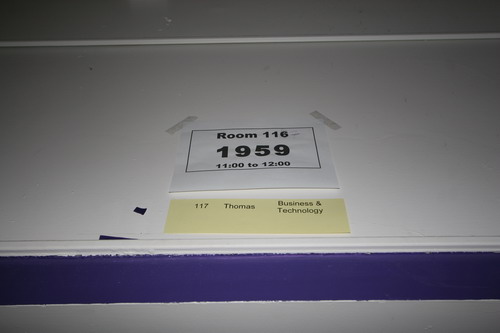 Room 116
1959
11:00 to 12:00
117 Thomas Business &
Technology